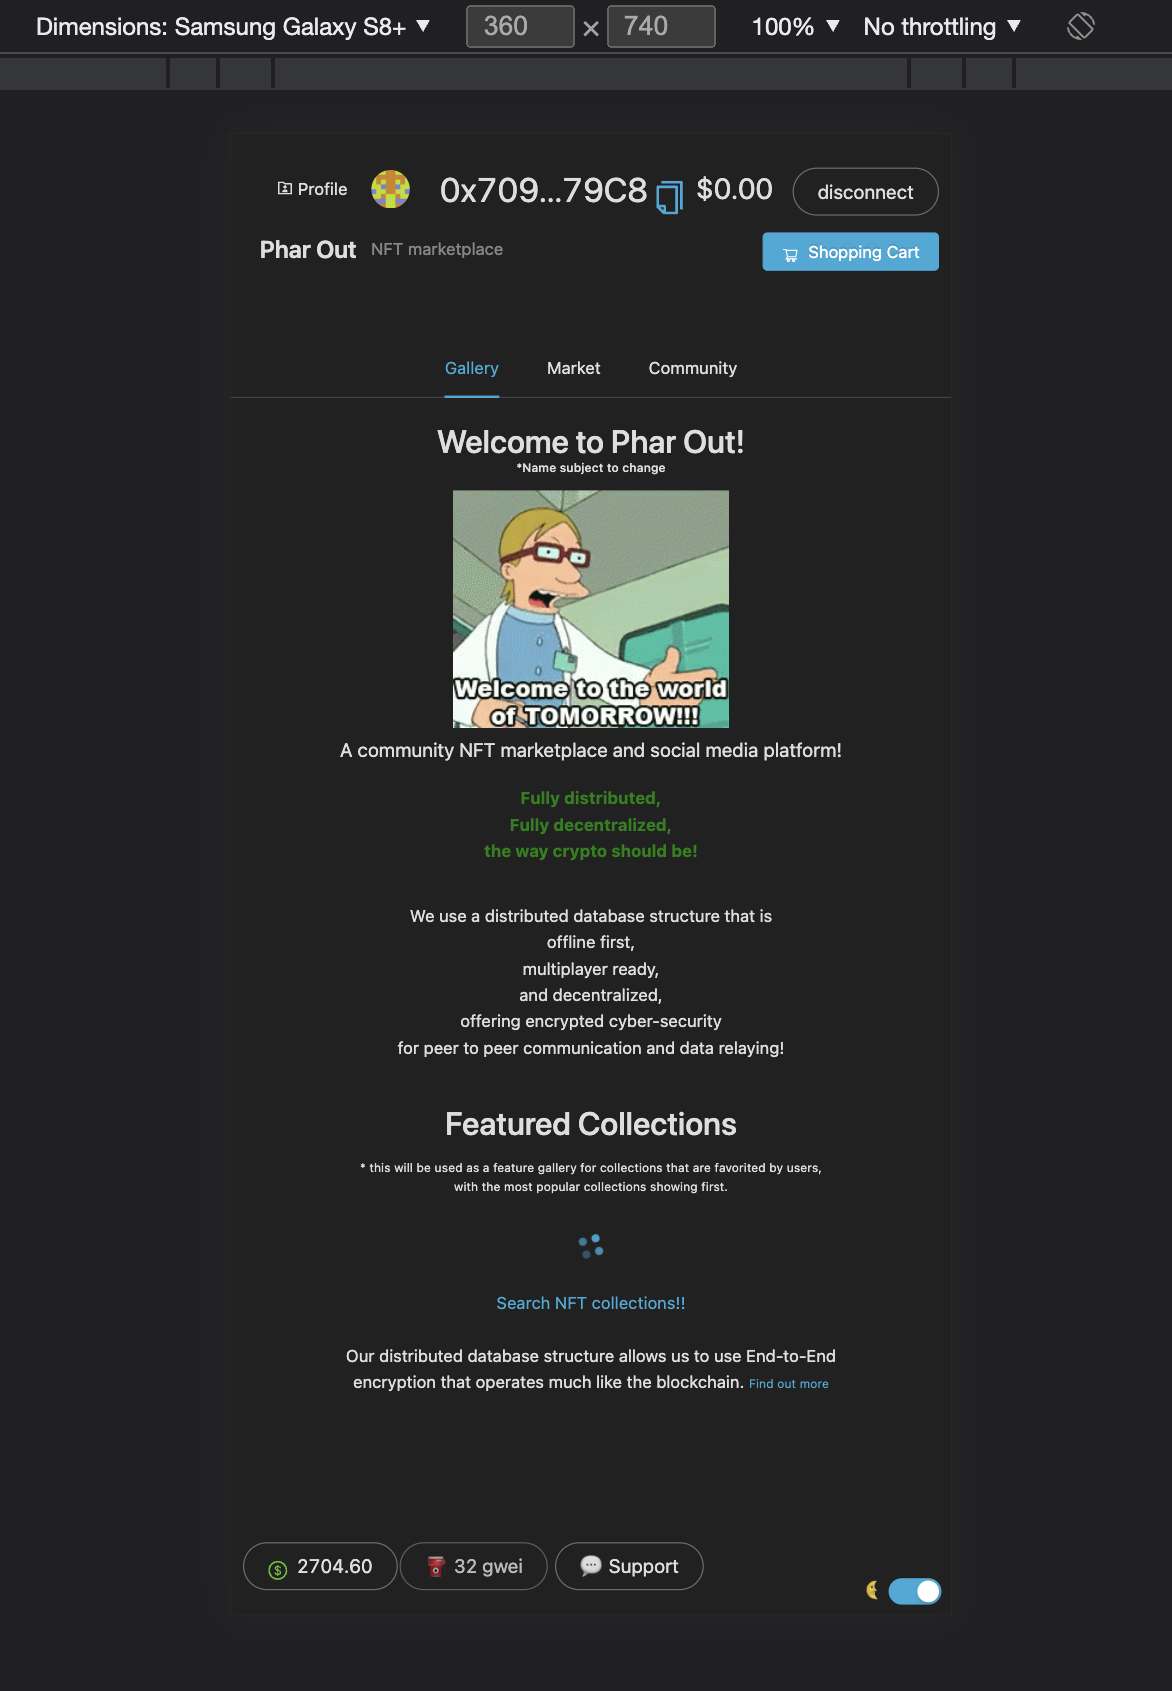 Dimensions: Samsung Galaxy S8+ ▼ 360 × 740 100% ▼ No throttling ▼
Profile 0x709...79C8 $0.00 disconnect
Phar Out NFT marketplace Shopping Cart
Gallery Market Community
Welcome to Phar Out!
*Name subject to change
Welcome to the world
of TOMORROW!!!
A community NFT marketplace and social media platform!
Fully distributed,
Fully decentralized,
the way crypto should be!
We use a distributed database structure that is
offline first,
multiplayer ready,
and decentralized,
offering encrypted cyber-security
for peer to peer communication and data relaying!
Featured Collections
* this will be used as a feature gallery for collections that are favorited by users,
with the most popular collections showing first.
Search NFT collections!!
Our distributed database structure allows us to use End-to-End
encryption that operates much like the blockchain. Find out more
$ 2704.60 32 gwei Support